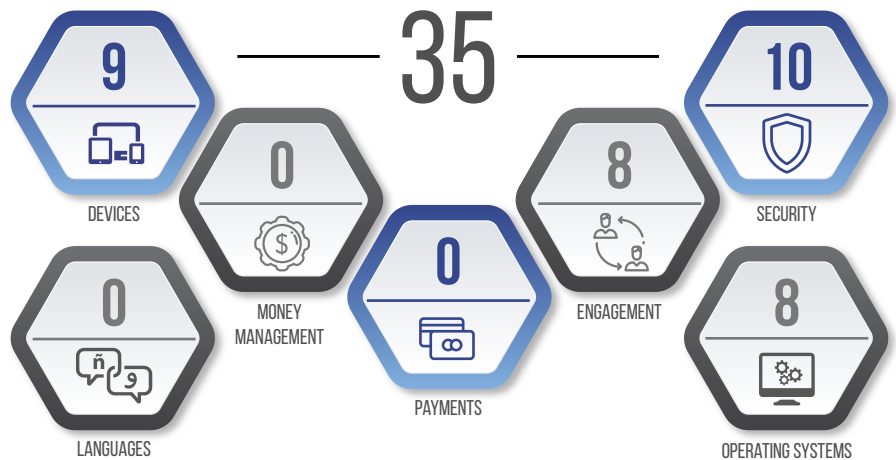 35
9
DEVICES
0
MONEY
MANAGEMENT
0
PAYMENTS
8
ENGAGEMENT
10
SECURITY
0
ñ
و
LANGUAGES
$
8
OPERATING SYSTEMS